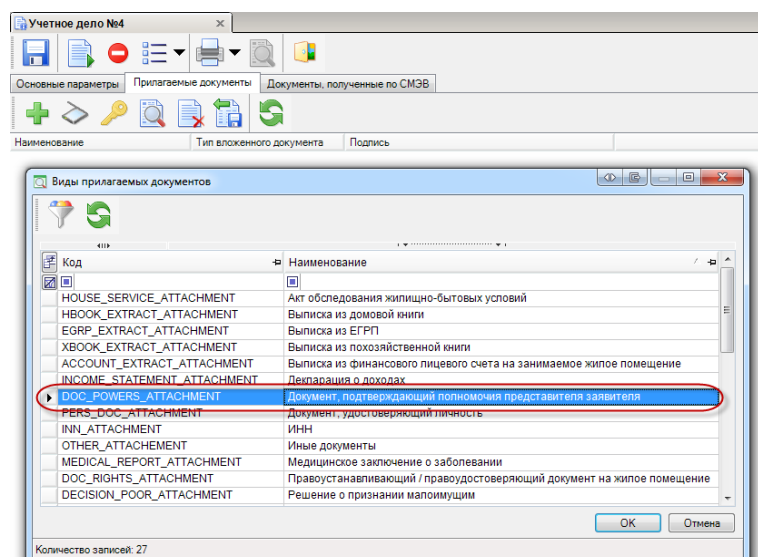 Учетное дело №4
Основные параметры Прилагаемые документы Документы, полученные по СМЭВ
Наименование Тип вложенного документа Подпись
Виды прилагаемых документов
Код Наименование
HOUSE_SERVICE_ATTACHMENT Акт обследования жилищно-бытовых условий
HBOOK_EXTRACT_ATTACHMENT Выписка из домовой книги
EGRP_EXTRACT_ATTACHMENT Выписка из ЕГРП
XBOOK_EXTRACT_ATTACHMENT Выписка из похозяйственной книги
ACCOUNT_EXTRACT_ATTACHMENT Выписка из финансового лицевого счета на занимаемое жилое помещение
INCOME_STATEMENT_ATTACHMENT Декларация о доходах
DOC_POWERS_ATTACHMENT Документ, подтверждающий полномочия представителя заявителя
PERS_DOC_ATTACHMENT Документ, удостоверяющий личность
INN_ATTACHMENT ИНН
OTHER_ATTACHEMENT Иные документы
MEDICAL_REPORT_ATTACHMENT Медицинское заключение о заболевании
DOC_RIGHTS_ATTACHMENT Правоустанавливающий / правоудостоверяющий документ на жилое помещение
DECISION_POOR_ATTACHMENT Решение о признании малоимущим
OK Отмена
Количество записей: 27